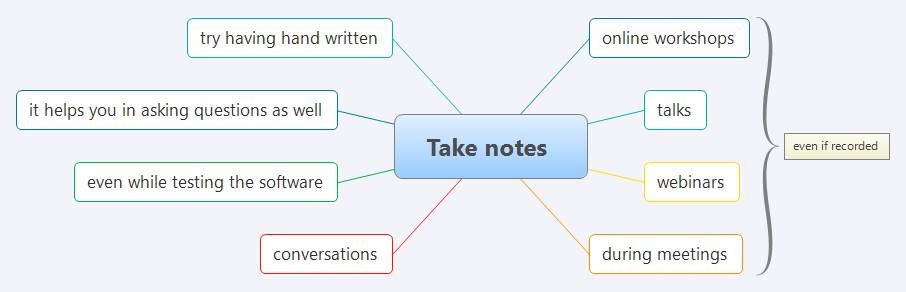 try having hand written
online workshops
it helps you in asking questions as well
talks
Take notes
even if recorded
even while testing the software
webinars
conversations
during meetings